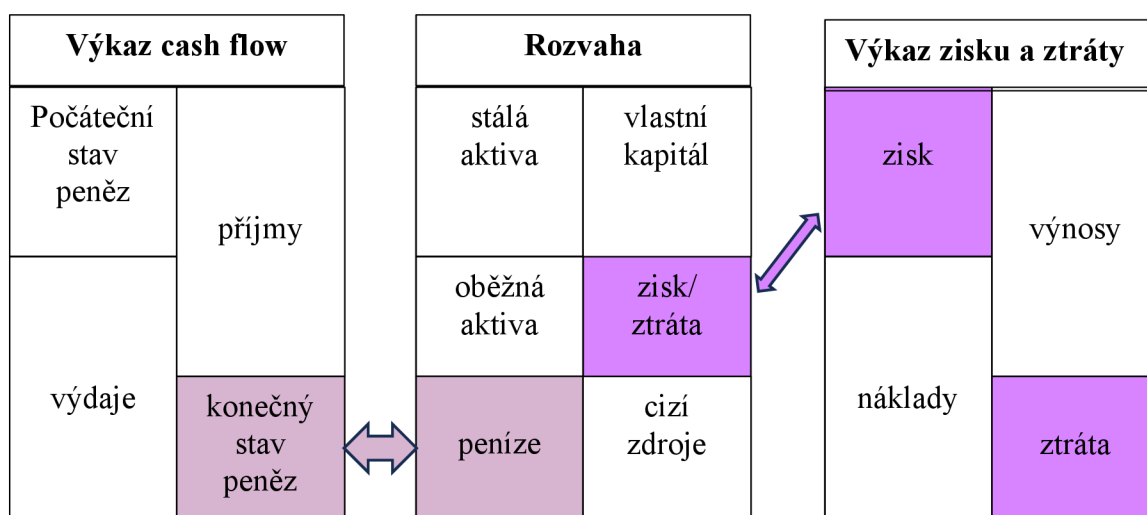 Výkaz cash flow
Počáteční
stav
peněz
příjmy
výdaje
konečný
stav
peněz
Rozvaha
stálá
aktiva
vlastní
kapitál
oběžná
aktiva
zisk/
ztráta
peníze
cizí
zdroje
Výkaz zisku a ztráty
zisk
výnosy
náklady
ztráta